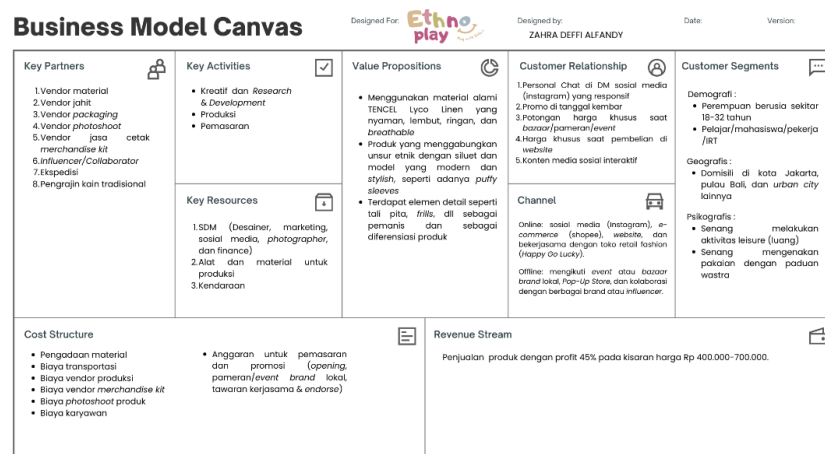 Business Model Canvas
Designed For:
Ethno
play
Designed by:
ZAHRA DEFFI ALFANDY
Date:
Version:
Key Partners
1.Vendor material
2.Vendor jahit
3.Vendor packaging
4.Vendor photoshoot
5.Vendor jasa cetak
merchandise kit
6.Influencer/Collaborator
7.Ekspedisi
8.Pengrajin kain tradisional
Key Activities
• Kreatif dan Research
& Development
• Produksi
• Pemasaran
Key Resources
1.SDM (Desainer, marketing,
sosial media, photographer,
dan finance)
2.Alat dan material untuk
produksi
3.Kendaraan
Value Propositions
• Menggunakan material alami
TENCEL Lyco Linen yang
nyaman, lembut, ringan, dan
breathable
• Produk yang menggabungkan
unsur etnik dengan siluet dan
model yang modern dan
stylish, seperti adanya puffy
sleeves
• Terdapat elemen detail seperti
tali pita, frills, dll sebagai
pemanis dan sebagai
diferensiasi produk
Customer Relationship
1.Personal Chat di DM sosial media
(instagram) yang responsif
2.Promo di tanggal kembar
3.Potongan harga khusus saat
bazaar/pameran/event
4.Harga khusus saat pembelian di
website
5.Konten media sosial interaktif
Channel
Online: sosial media (Instagram), e-
commerce (shopee), website, dan
bekerjasama dengan toko retail fashion
(Happy Go Lucky).
Offline: mengikuti event atau bazaar
brand lokal, Pop-Up Store, dan kolaborasi
dengan berbagai brand atau influencer.
Customer Segments
Demografi :
• Perempuan berusia sekitar
18-32 tahun
• Pelajar/mahasiswa/pekerja
/IRT
Geografis :
• Domisili di kota Jakarta,
pulau Bali, dan urban city
lainnya
Psikografis :
• Senang melakukan
aktivitas leisure (luang)
• Senang mengenakan
pakaian dengan paduan
wastra
Cost Structure
• Pengadaan material
• Biaya transportasi
• Biaya vendor produksi
• Biaya vendor merchandise kit
• Biaya photoshoot produk
• Biaya karyawan
• Anggaran untuk pemasaran
dan promosi (opening,
pameran/event brand lokal,
tawaran kerjasama & endorse)
Revenue Stream
Penjualan produk dengan profit 45% pada kisaran harga Rp 400.000-700.000.